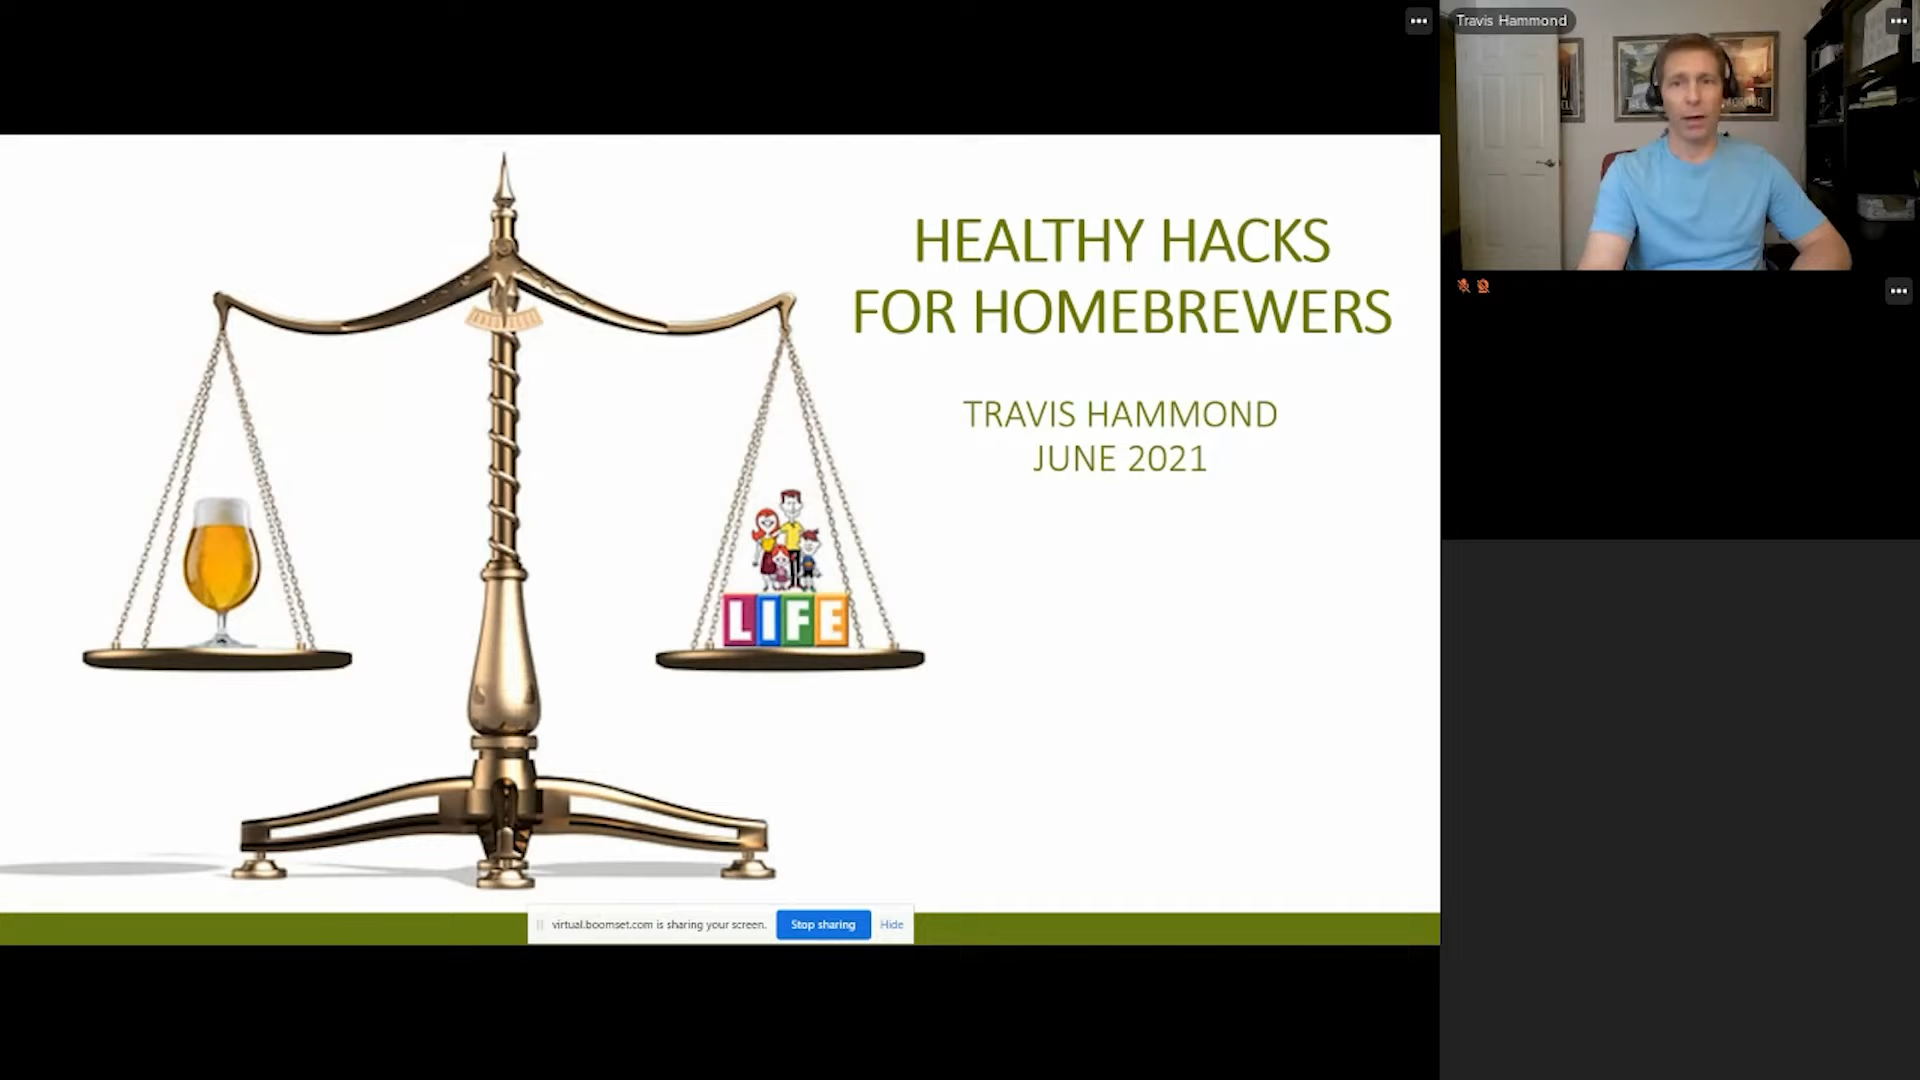 Travis Hammond
HEALTHY HACKS
FOR HOMEBREWERS
TRAVIS HAMMOND
JUNE 2021
LIFE
virtual.boomset.com is sharing your screen.
Stop sharing
Hide